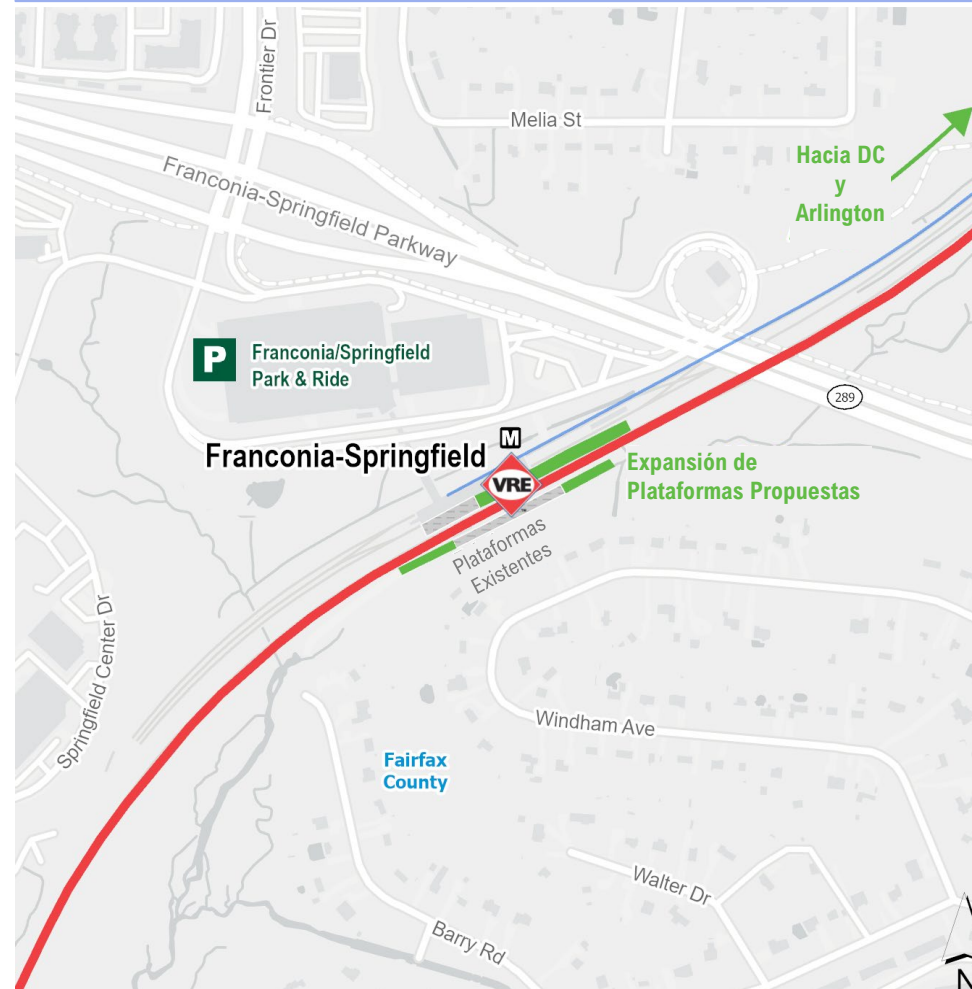 Frontier Dr
Melia St
Hacia DC
y
Arlington
Franconia-Springfield Parkway
P
Franconia/Springfield
Park & Ride
289
M
Franconia-Springfield
VRE
Expansión de
Plataformas Propuestas
Plataformas
Existentes
Springfield Center Dr
Windham Ave
Fairfax
County
Walter Dr
Barry Rd
N